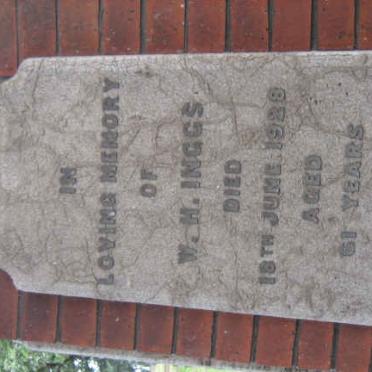 IN
LOVING MEMORY
OF
W. H. INGGS
DIED
18TH JUNE 1928
AGED
61 YEARS